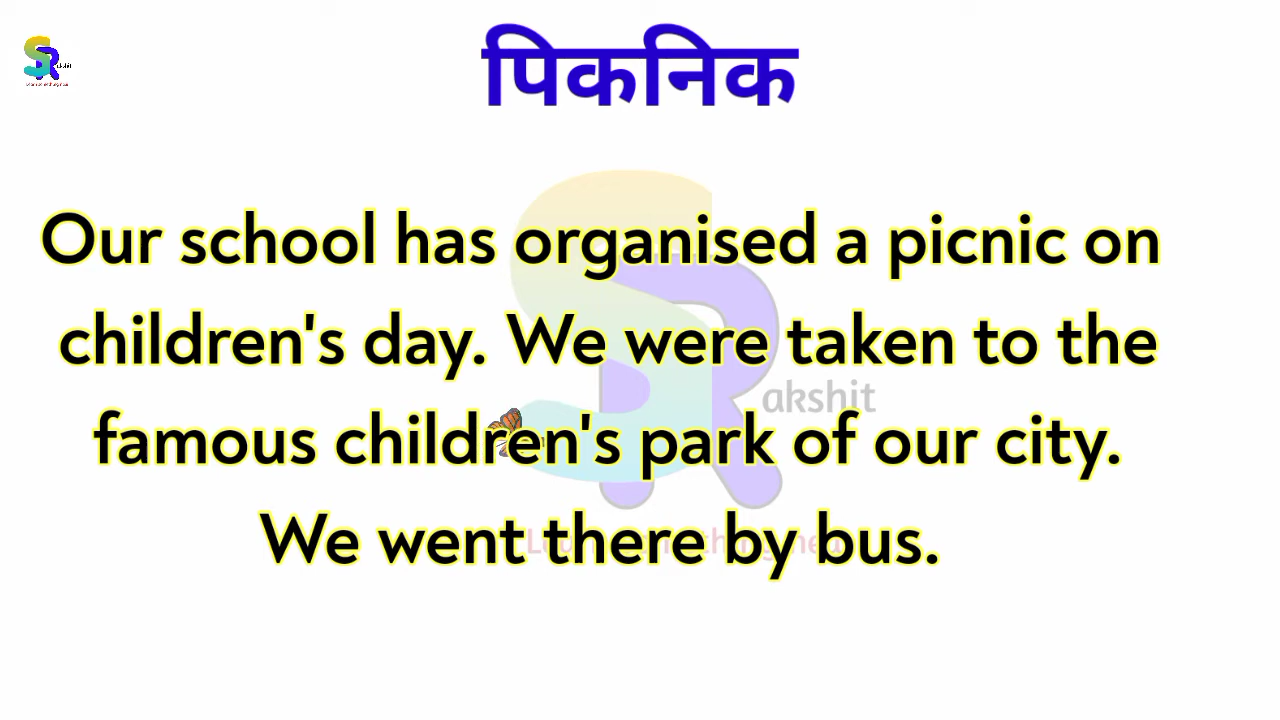 पिकनिक
Our school has organised a picnic on
children's day. We were taken to the
famous children's park of our city.
We went there by bus.
akshit